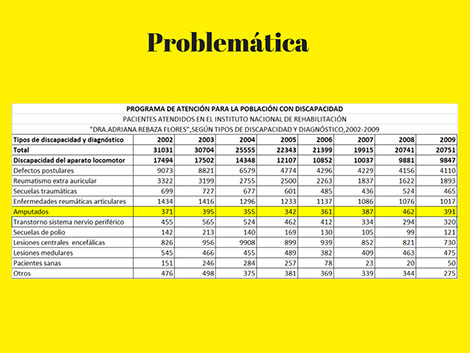 Problemática
PROGRAMA DE ATENCIÓN PARA LA POBLACIÓN CON DISCAPACIDAD
PACIENTES ATENDIDOS EN EL INSTITUTO NACIONAL DE REHABILITACIÓN
"DRA.ADRIANA REBAZA FLORES",SEGÚN TIPOS DE DISCAPACIDAD Y DIAGNÓSTICO,2002-2009
Tipos de discapacidad y diagnóstico 2002 2003 2004 2005 2006 2007 2008 2009
Total 31031 30704 25555 22343 21399 19915 20741 20751
Discapacidad del aparato locomotor 17494 17502 14348 12107 10852 10037 9881 9847
Defectos postulares 9073 8821 6579 4774 4296 4229 4156 4110
Reumatismo extra auricular 3322 3199 2755 2500 2263 1837 1622 1893
Secuelas traumáticas 699 727 677 601 485 436 524 465
Enfermedades reumáticas articulares 1434 1416 1296 1233 1137 1086 1076 1017
Amputados 371 395 355 342 361 387 462 391
Transtorno sistema nervio periférico 455 565 524 462 412 334 294 320
Secuelas de polio 142 213 140 169 130 105 99 121
Lesiones centrales encefálicas 826 956 9908 899 939 852 821 730
Lesiones medulares 545 466 455 489 382 409 463 475
Pacientes sanas 151 246 284 257 78 23 20 50
Otros 476 498 375 381 369 339 344 275